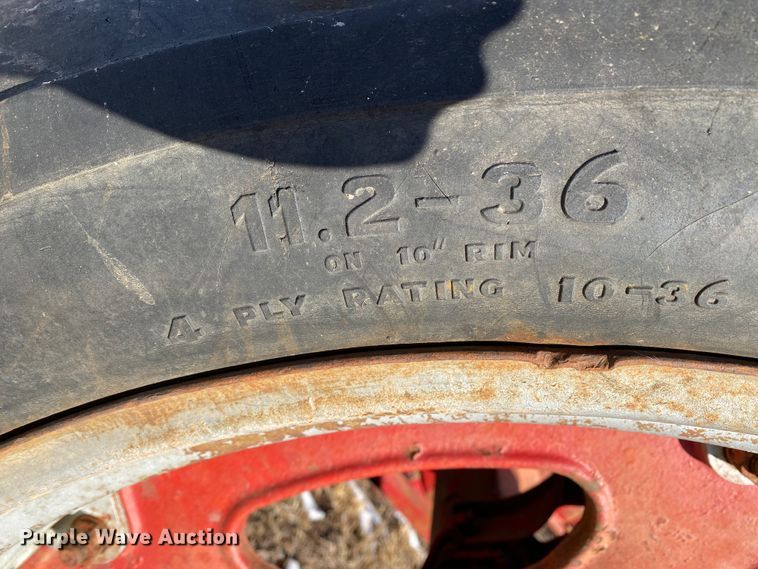 11.2-36
ON 10" RIM
4 PLY RATING 10-36
Purple Wave Auction